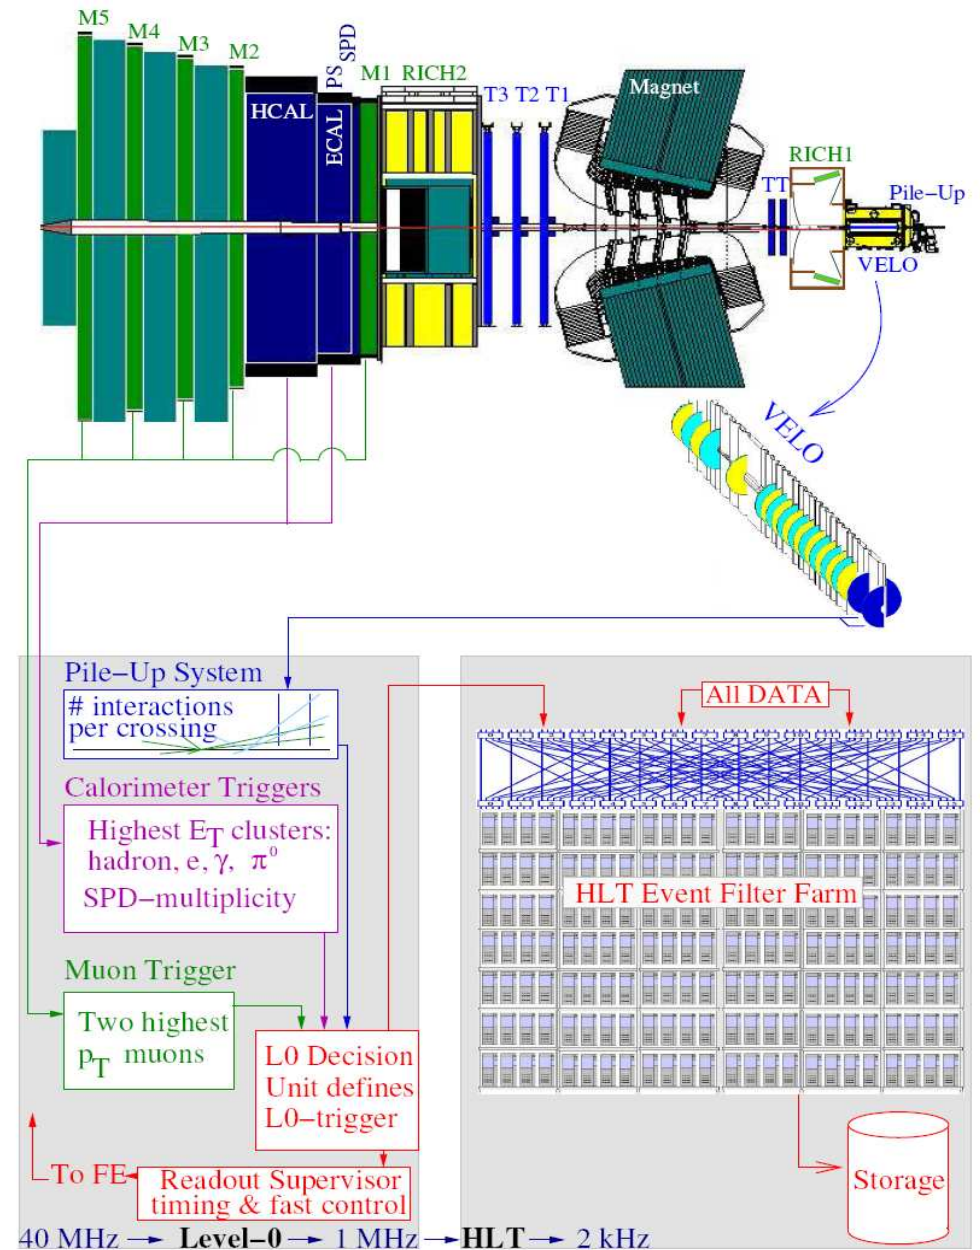 M5
M4
M3
M2
HCAL
PS
SPD
ECAL
M1 RICH2
T3 T2 T1
Magnet
TT
RICH1
Pile-Up
VELO
VELO
Pile-Up System
# interactions
per crossing
Calorimeter Triggers
Highest ET clusters:
hadron, e, γ, π⁰
SPD-multiplicity
Muon Trigger
Two highest
pT muons
L0 Decision
Unit defines
L0-trigger
To FE
Readout Supervisor
timing & fast control
All DATA
HLT Event Filter Farm
Storage
40 MHz → Level-0 → 1 MHz → HLT → 2 kHz